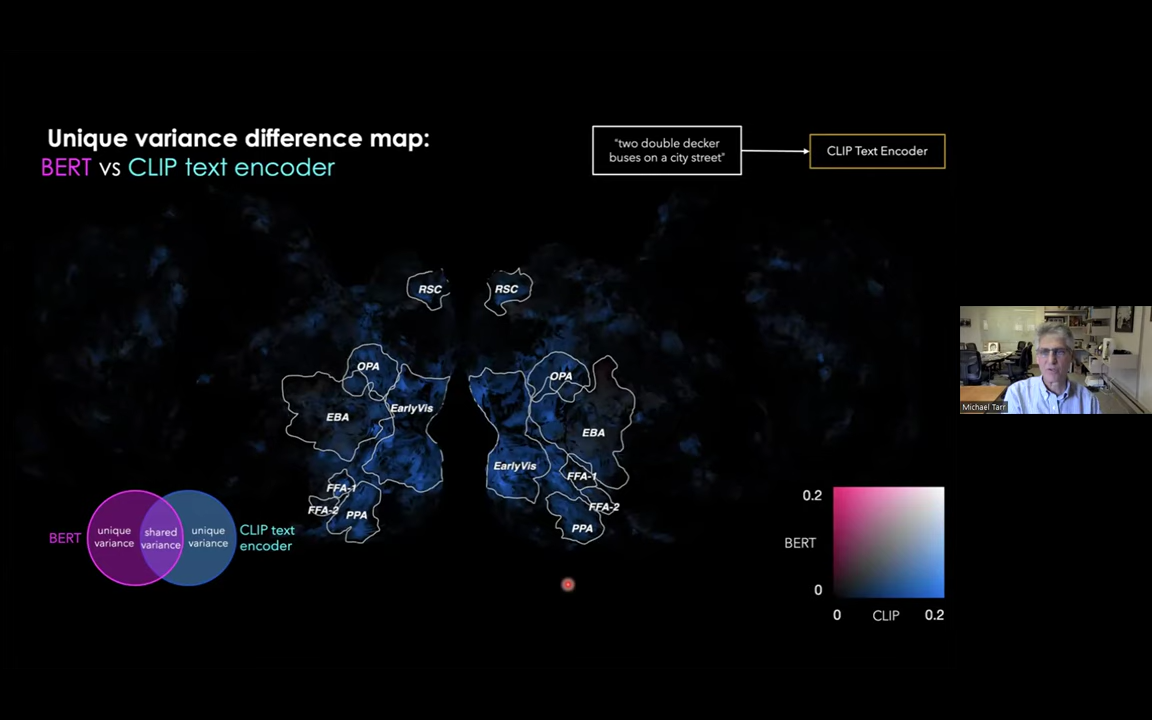 Unique variance difference map:
BERT vs CLIP text encoder
"two double decker
buses on a city street"
CLIP Text Encoder
RSC
RSC
OPA
OPA
EBA
EarlyVis
EBA
EarlyVis
FFA-1
FFA-1
FFA-2
PPA
FFA-2
PPA
BERT
unique
variance
shared
variance
unique
variance
CLIP text
encoder
0.2
BERT
0
0
CLIP
0.2
Michael Tarr